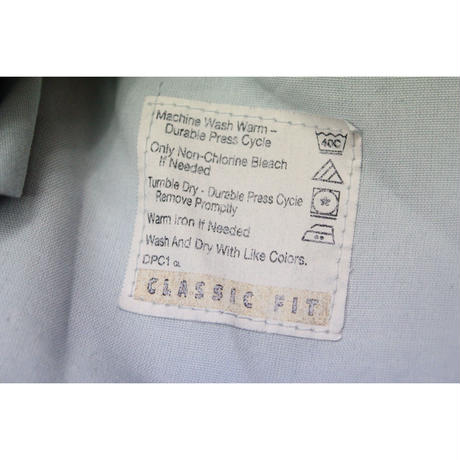 Machine Wash Warm –
Durable Press Cycle
40C
Only Non-Chlorine Bleach
If Needed
Tumble Dry - Durable Press Cycle
Remove Promptly
Warm Iron If Needed
Wash And Dry With Like Colors.
DPC1
CLASSIC FIT